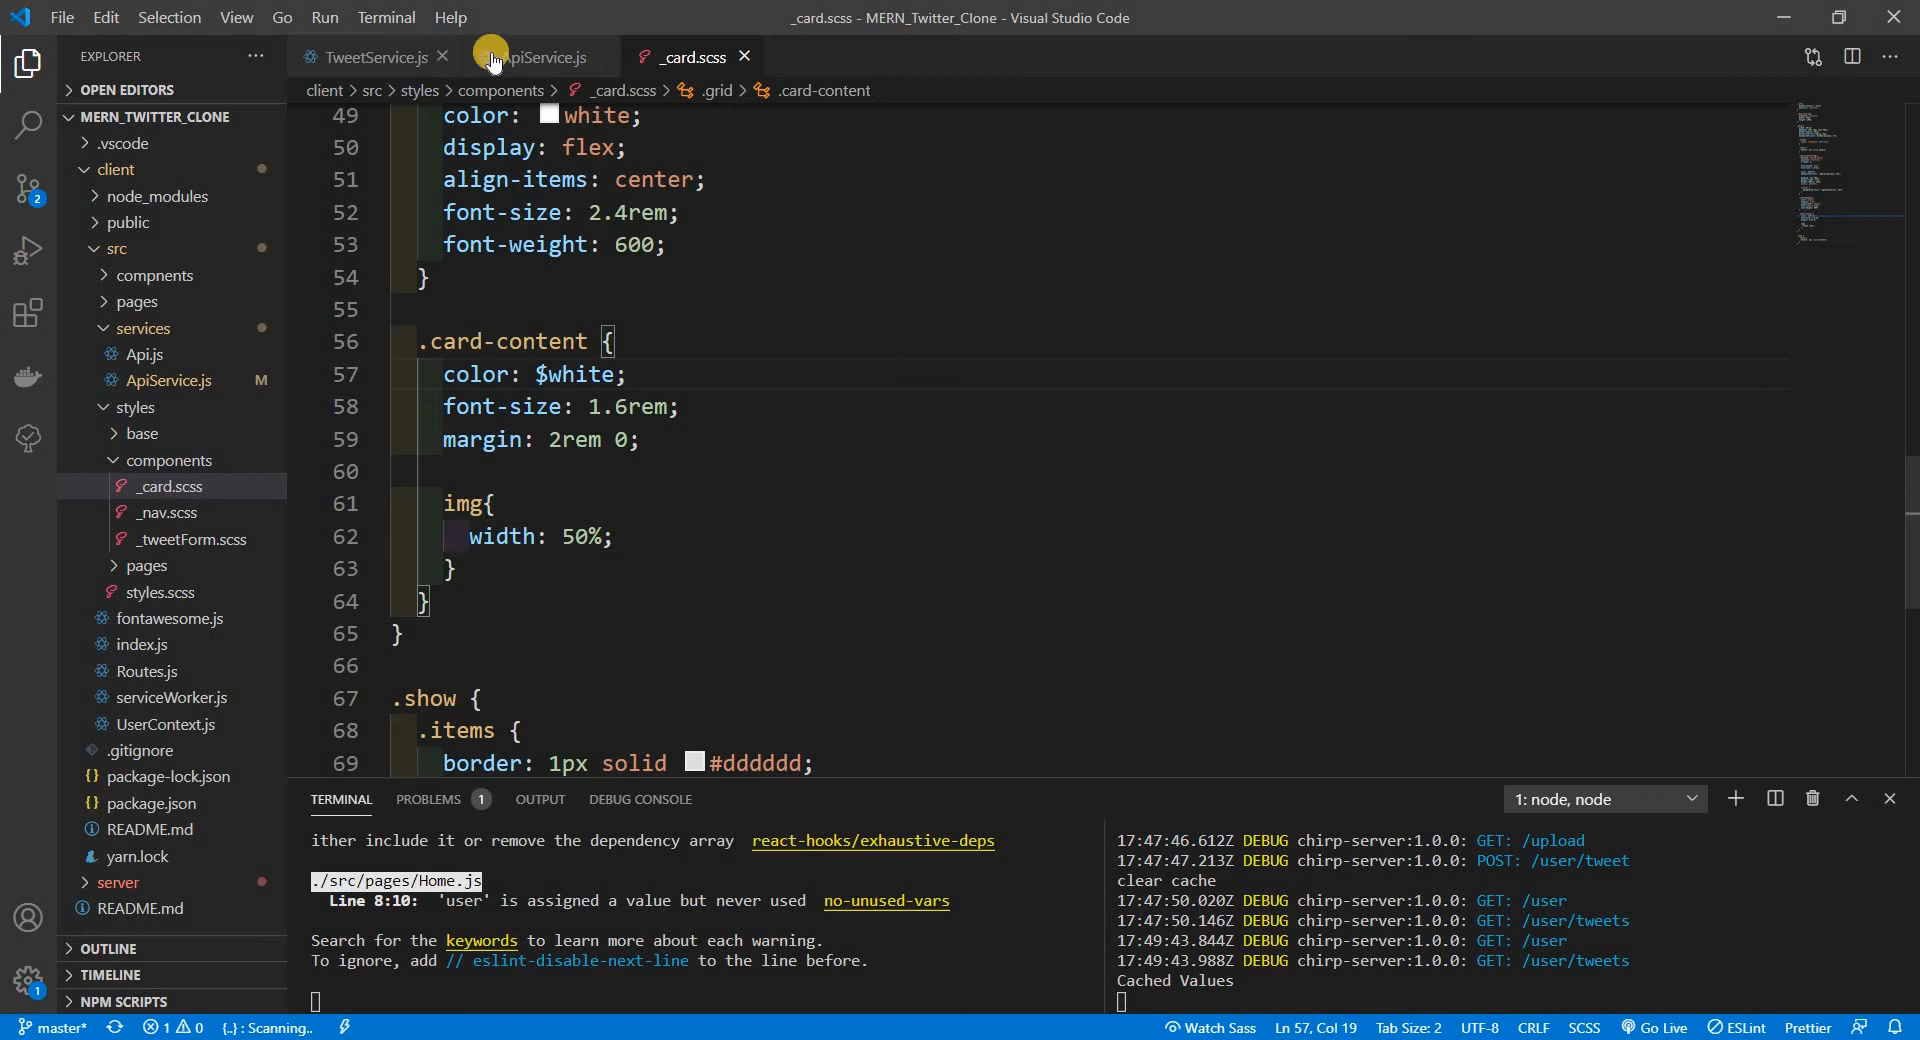 File Edit Selection View Go Run Terminal Help
_card.scss - MERN_Twitter_Clone - Visual Studio Code
EXPLORER
TweetService.js
ApiService.js
_card.scss
OPEN EDITORS
client > src > styles > components > _card.scss > .grid > .card-content
MERN_TWITTER_CLONE
.vscode
client
node_modules
public
src
compnents
pages
services
Api.js
ApiService.js M
styles
base
components
_card.scss
_nav.scss
_tweetForm.scss
pages
styles.scss
fontawesome.js
index.js
Routes.js
serviceWorker.js
UserContext.js
.gitignore
package-lock.json
package.json
README.md
yarn.lock
server
README.md
OUTLINE
TIMELINE
NPM SCRIPTS
2
1
49 color: white;
50 display: flex;
51 align-items: center;
52 font-size: 2.4rem;
53 font-weight: 600;
54 }
55
56 .card-content {
57 color: $white;
58 font-size: 1.6rem;
59 margin: 2rem 0;
60
61 img{
62 width: 50%;
63 }
64 }
65 }
66
67 .show {
68 .items {
69 border: 1px solid #dddddd;
TERMINAL PROBLEMS 1 OUTPUT DEBUG CONSOLE
1: node, node
ither include it or remove the dependency array react-hooks/exhaustive-deps
./src/pages/Home.js
Line 8:10: 'user' is assigned a value but never used no-unused-vars
Search for the keywords to learn more about each warning.
To ignore, add // eslint-disable-next-line to the line before.
17:47:46.612Z DEBUG chirp-server:1.0.0: GET: /upload
17:47:47.213Z DEBUG chirp-server:1.0.0: POST: /user/tweet
clear cache
17:47:50.020Z DEBUG chirp-server:1.0.0: GET: /user
17:47:50.146Z DEBUG chirp-server:1.0.0: GET: /user/tweets
17:49:43.844Z DEBUG chirp-server:1.0.0: GET: /user
17:49:43.988Z DEBUG chirp-server:1.0.0: GET: /user/tweets
Cached Values
master* 1 0 {..} : Scanning.. Watch Sass Ln 57, Col 19 Tab Size: 2 UTF-8 CRLF SCSS Go Live ESLint Prettier